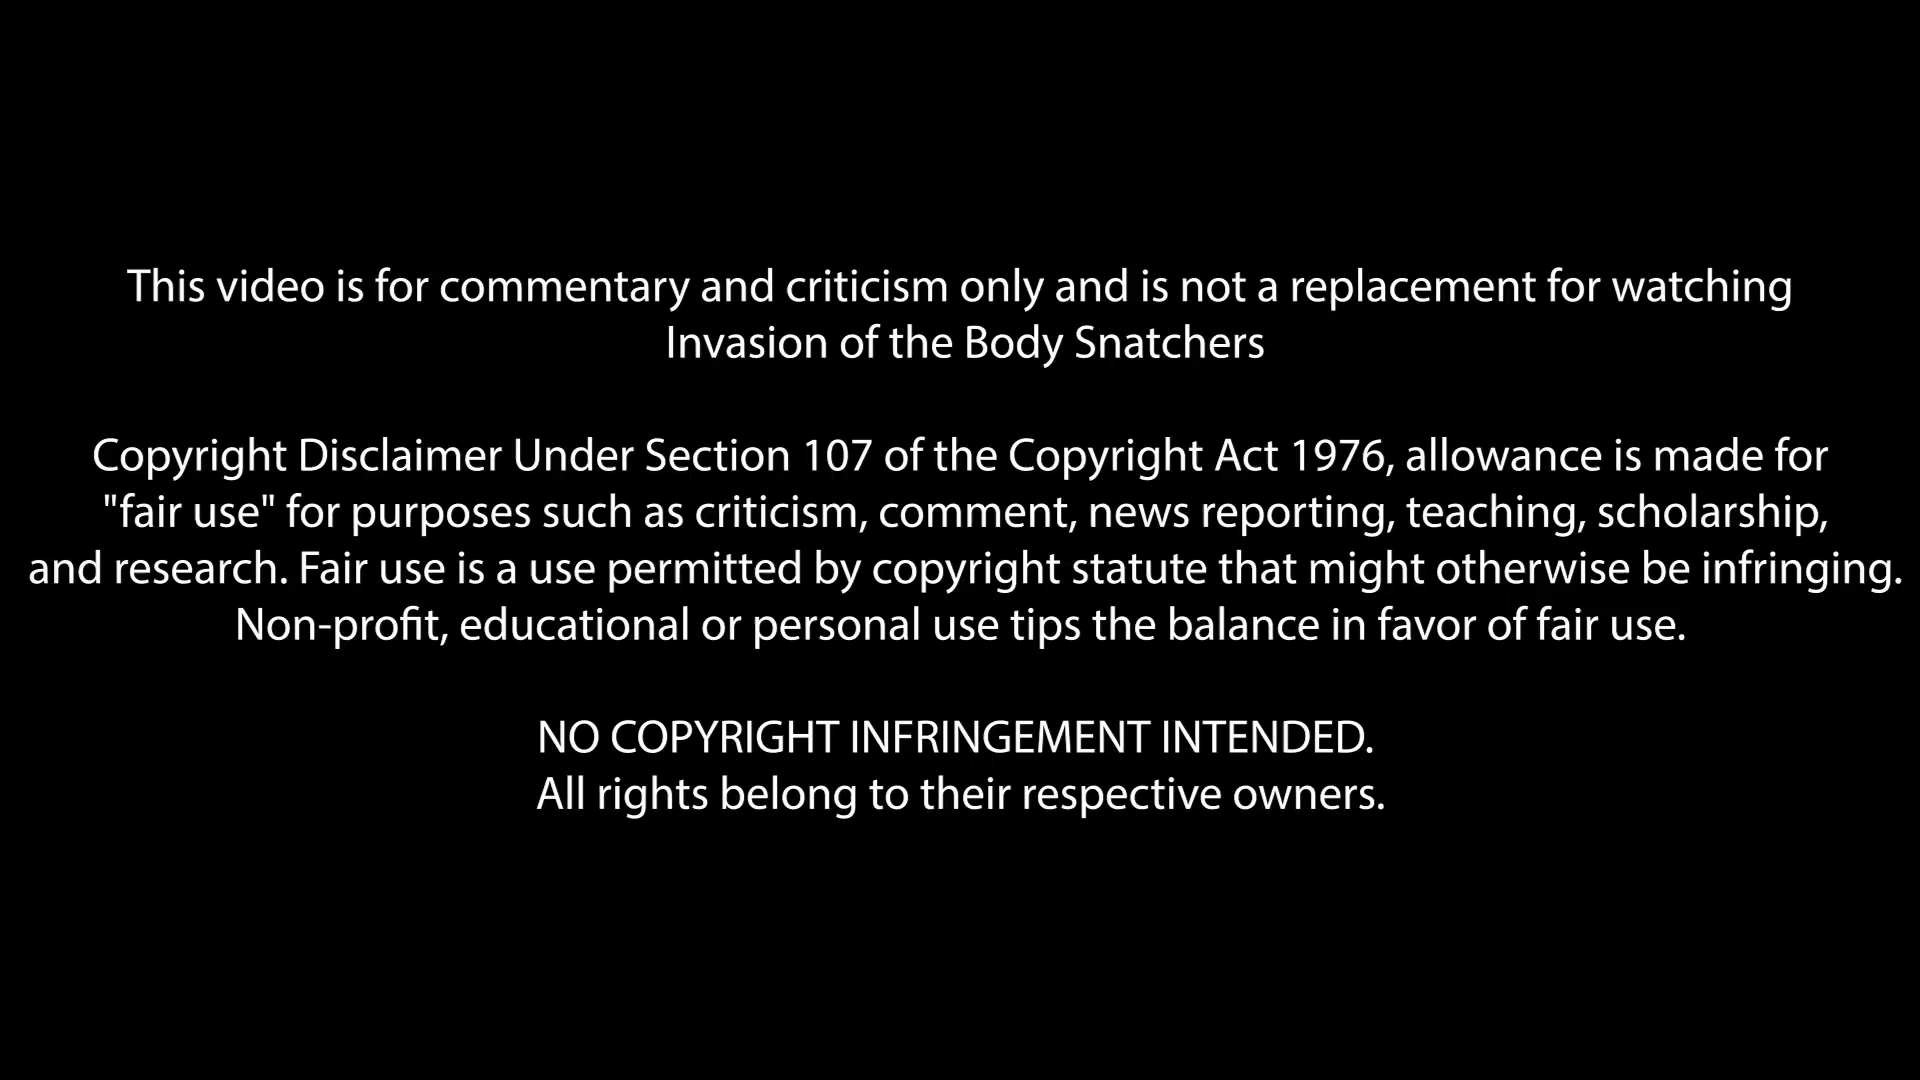 This video is for commentary and criticism only and is not a replacement for watching
Invasion of the Body Snatchers
Copyright Disclaimer Under Section 107 of the Copyright Act 1976, allowance is made for
"fair use" for purposes such as criticism, comment, news reporting, teaching, scholarship,
and research. Fair use is a use permitted by copyright statute that might otherwise be infringing.
Non-profit, educational or personal use tips the balance in favor of fair use.
NO COPYRIGHT INFRINGEMENT INTENDED.
All rights belong to their respective owners.